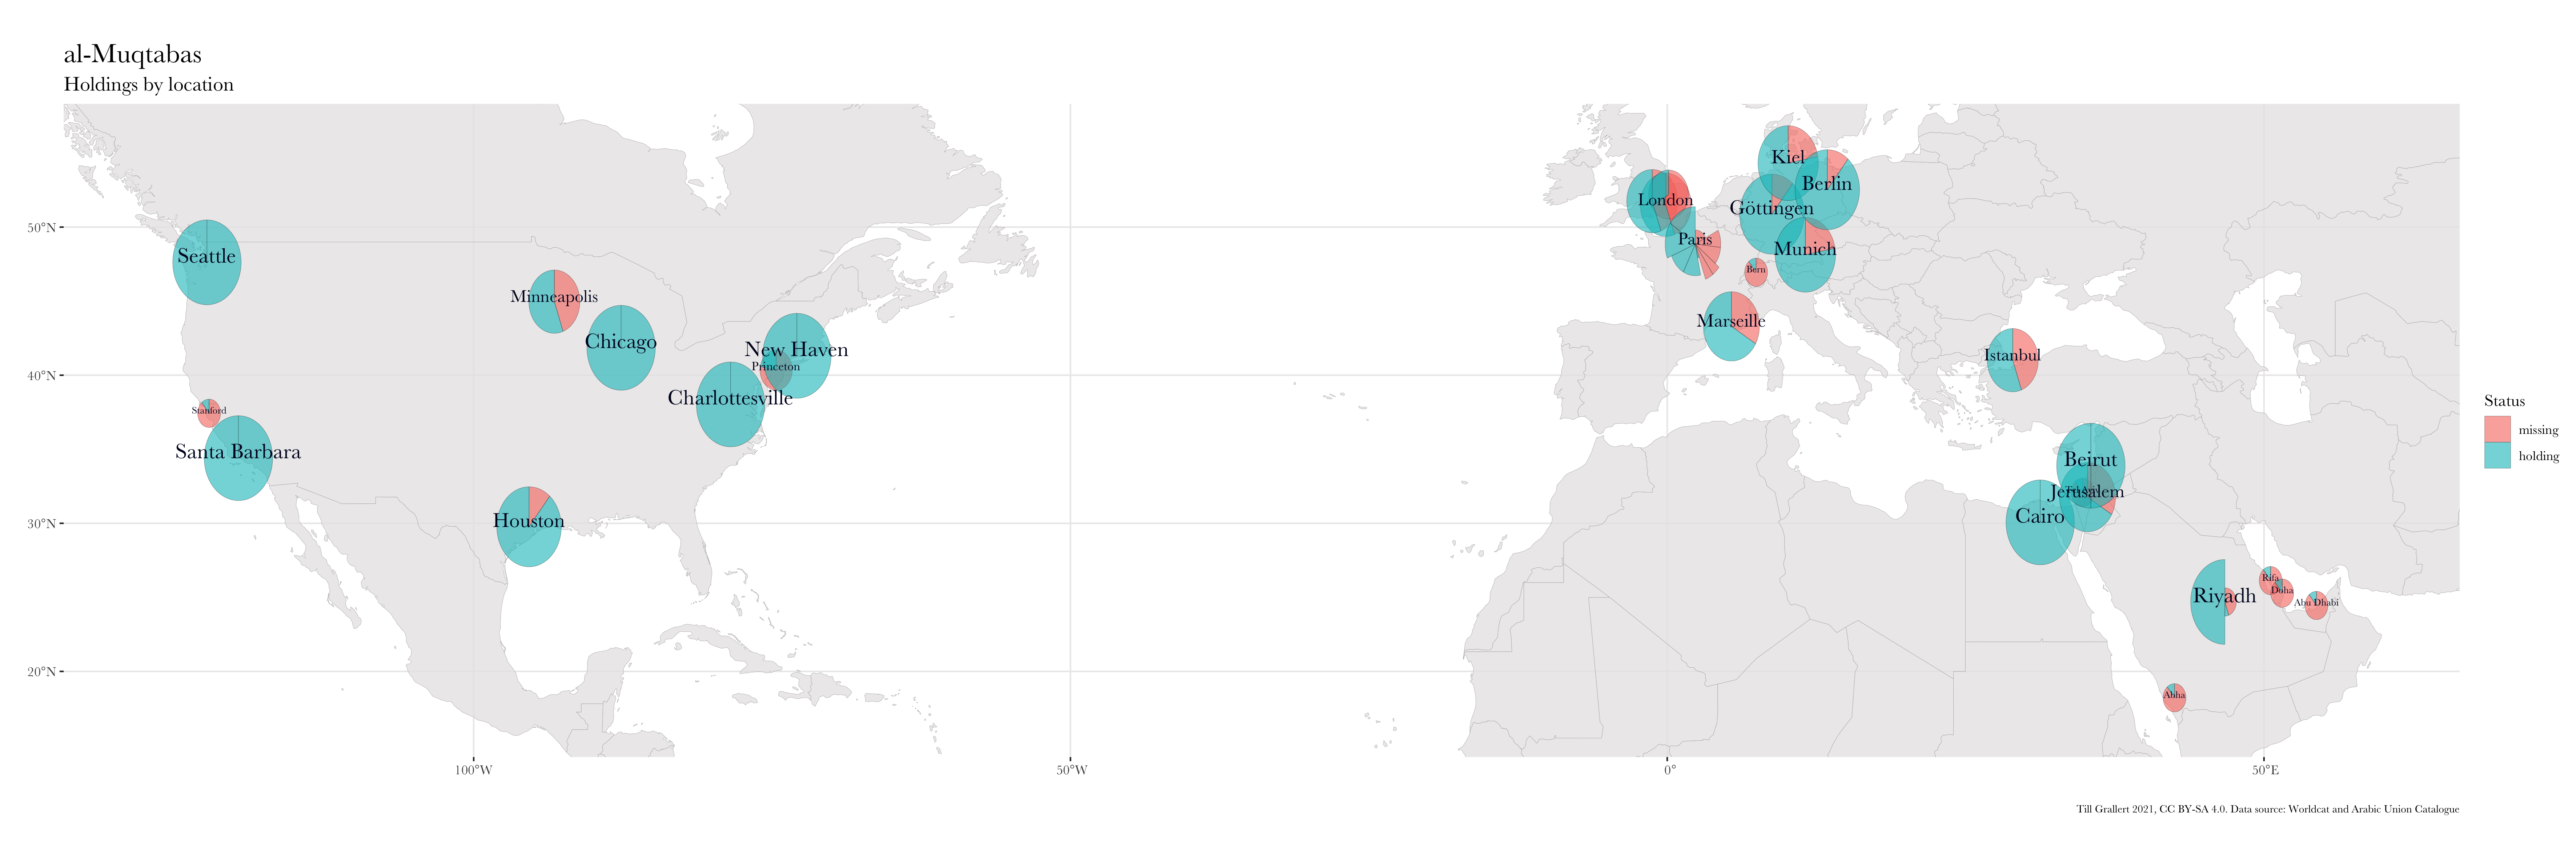 al-Muqtabas
Holdings by location
Kiel
Berlin
London
Göttingen
Paris
Munich
50°N
Seattle
Bern
Minneapolis
Marseille
Chicago
New Haven
Istanbul
Princeton
40°N
Charlottesville
Stanford
Status
missing
holding
Santa Barbara
Beirut
Jerusalem
Houston
Cairo
30°N
Rifa
Doha
Riyadh
Abu Dhabi
20°N
Abha
100°W
50°W
0°
50°E
Till Grallert 2021, CC BY-SA 4.0. Data source: Worldcat and Arabic Union Catalogue